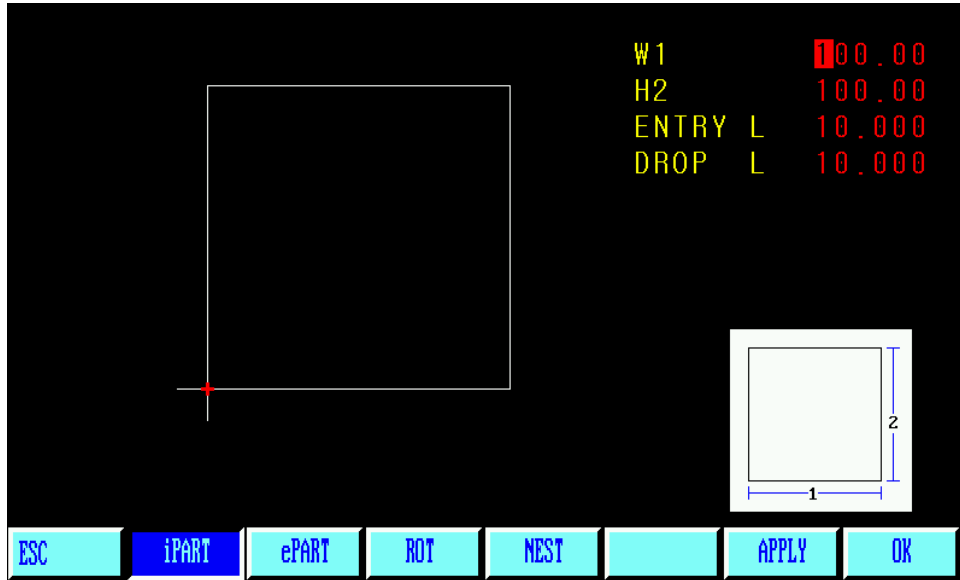 W1 100.00
H2 100.00
ENTRY L 10.000
DROP L 10.000
2
1
ESC iPART ePART ROT NEST APPLY OK